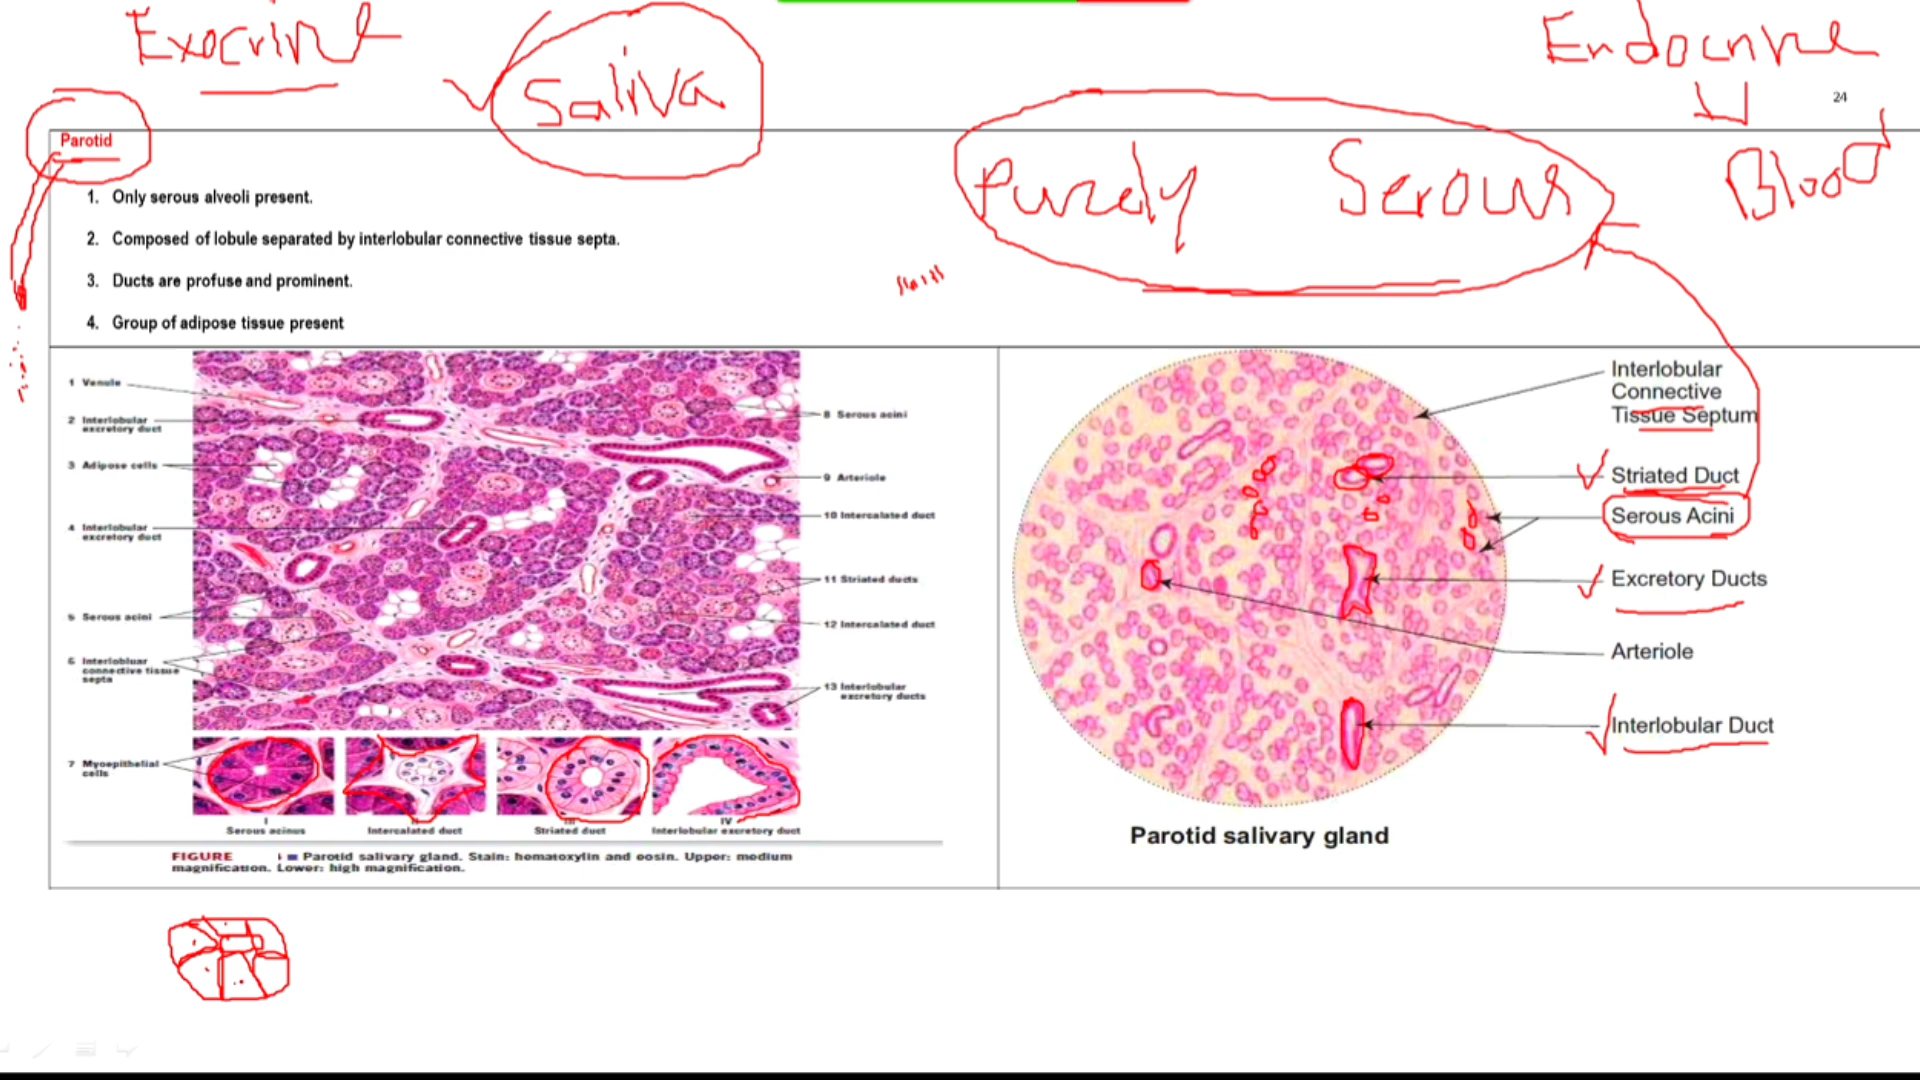 Exocrine
Saliva
Endocrine
24
Parotid
Purely Serous
Blood
1. Only serous alveoli present.
2. Composed of lobule separated by interlobular connective tissue septa.
3. Ducts are profuse and prominent.
4. Group of adipose tissue present
1 Venule
2 Interlobular
excretory duct
3 Adipose cells
4 Interlobular
excretory duct
5 Serous acini
6 Interlobluar
connective tissue
septa
7 Myoepithelial
cells
8 Serous acini
9 Arteriole
10 Intercalated duct
11 Striated ducts
12 Intercalated duct
13 Interlobular
excretory ducts
I
Serous acinus
II
Intercalated duct
III
Striated duct
IV
Interlobular excretory duct
FIGURE Parotid salivary gland. Stain: hematoxylin and eosin. Upper: medium
magnification. Lower: high magnification.
Interlobular
Connective
Tissue Septum
Striated Duct
Serous Acini
Excretory Ducts
Arteriole
Interlobular Duct
Parotid salivary gland